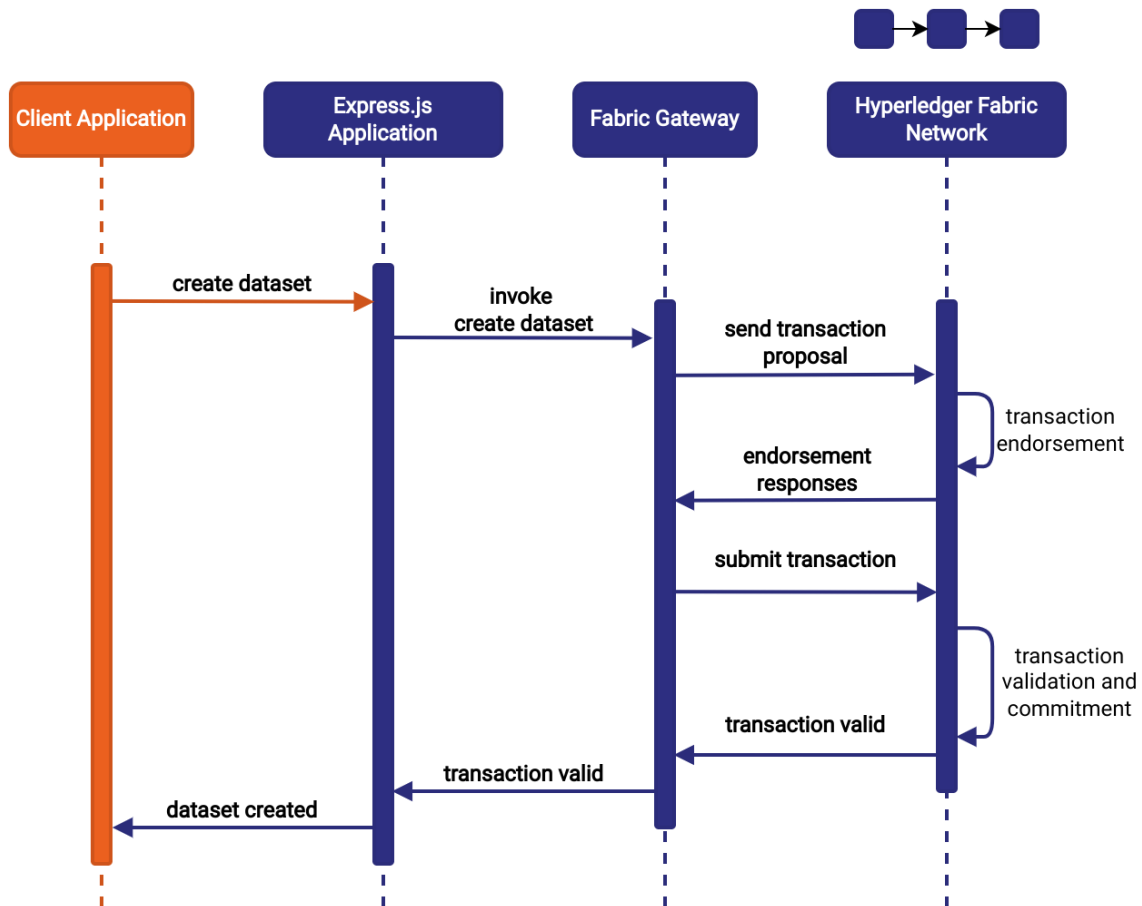 Client Application
Express.js
Application
Fabric Gateway
Hyperledger Fabric
Network
create dataset
invoke
create dataset
send transaction
proposal
transaction
endorsement
endorsement
responses
submit transaction
transaction
validation and
commitment
transaction valid
transaction valid
dataset created